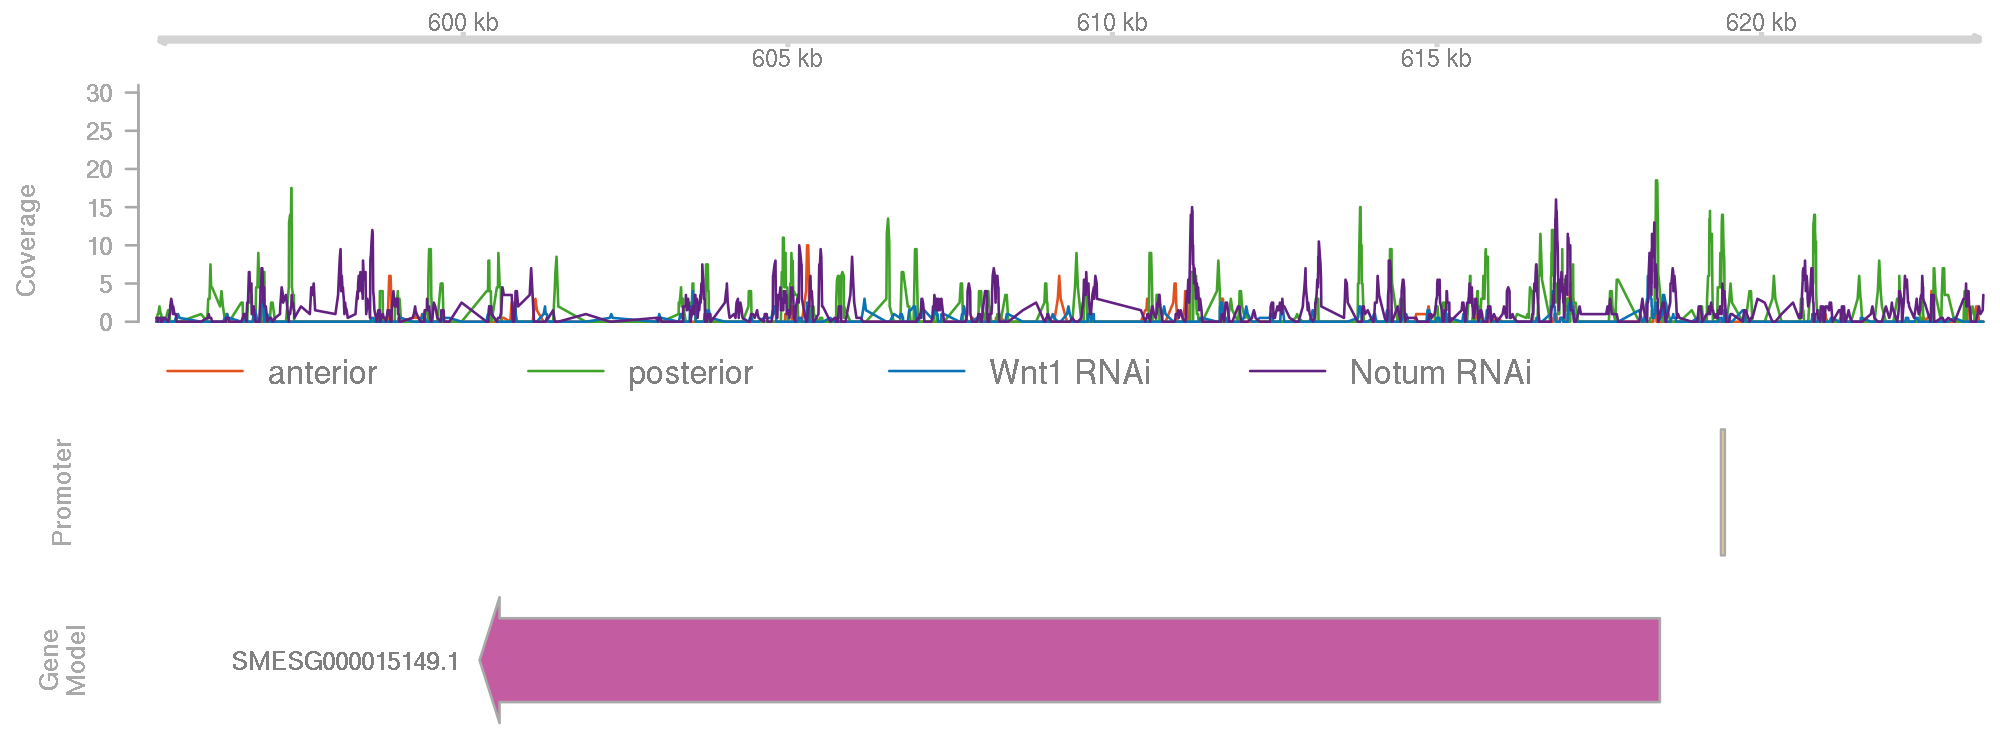 600 kb
610 kb
620 kb
605 kb
615 kb
30
25
20
15
10
5
0
Coverage
anterior
posterior
Wnt1 RNAi
Notum RNAi
Promoter
Gene
Model
SMESG000015149.1